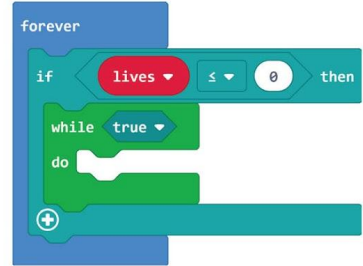 forever
if lives ≤ 0 then
while true
do